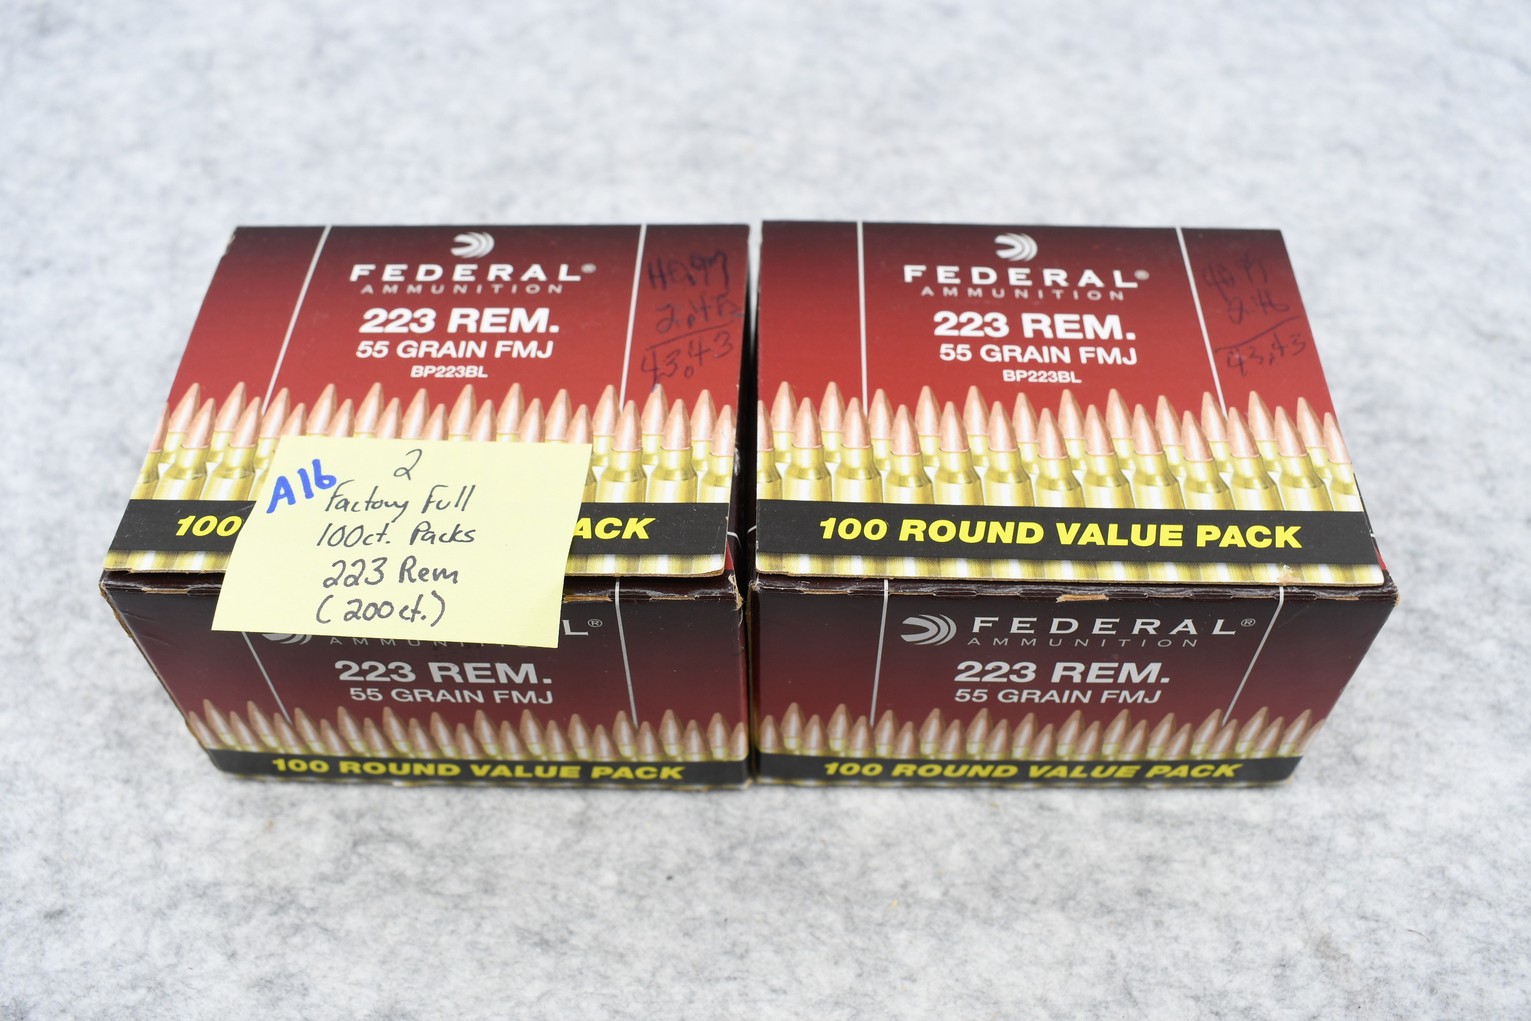 FEDERAL®
AMMUNITION
223 REM.
55 GRAIN FMJ
BP223BL
2.46
43.43
A16
2
Factory Full
100ct. Packs
223 Rem
(200ct.)
100 ACK
L®
AMMUNITION
223 REM.
55 GRAIN FMJ
100 ROUND VALUE PACK
FEDERAL®
AMMUNITION
223 REM.
55 GRAIN FMJ
BP223BL
40.97
2.46
43.43
100 ROUND VALUE PACK
FEDERAL®
AMMUNITION
223 REM.
55 GRAIN FMJ
100 ROUND VALUE PACK